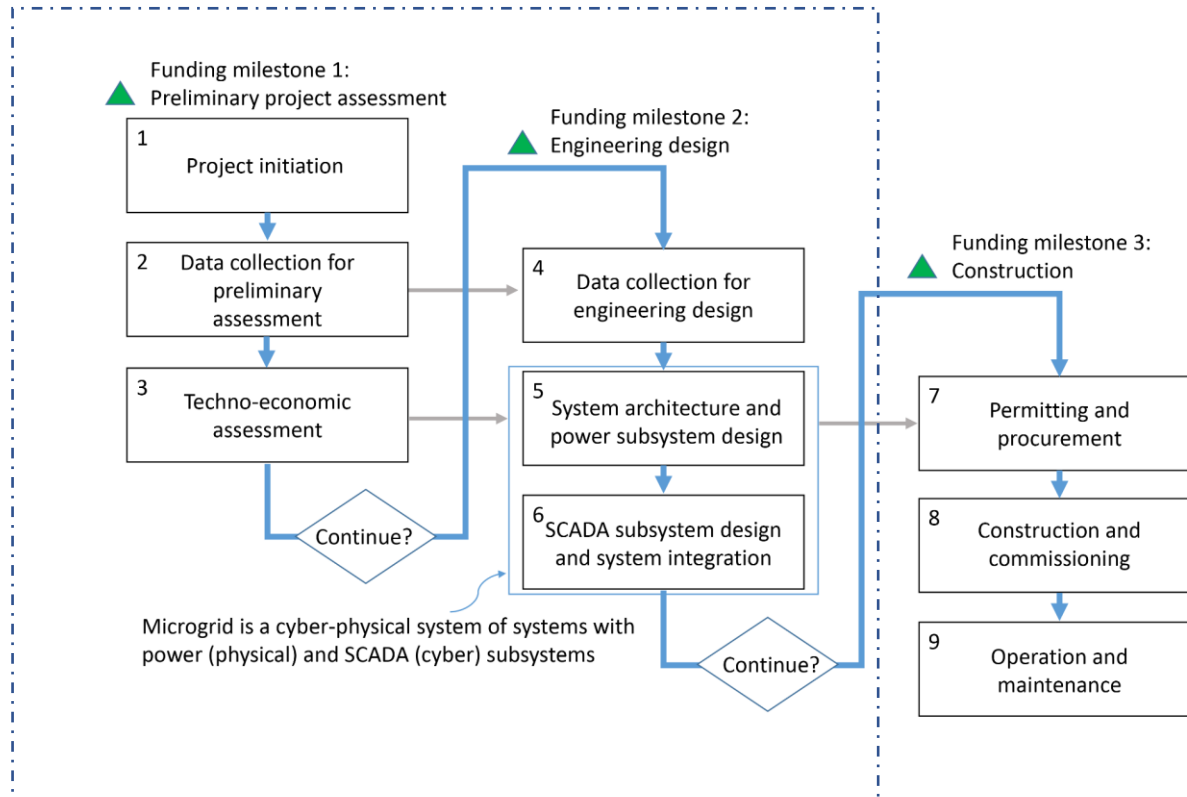 Funding milestone 1:
Preliminary project assessment
1
Project initiation
2
Data collection for
preliminary
assessment
3
Techno-economic
assessment
Continue?
Funding milestone 2:
Engineering design
4
Data collection for
engineering design
5
System architecture and
power subsystem design
6
SCADA subsystem design
and system integration
Microgrid is a cyber-physical system of systems with
power (physical) and SCADA (cyber) subsystems
Continue?
Funding milestone 3:
Construction
7
Permitting and
procurement
8
Construction and
commissioning
9
Operation and
maintenance